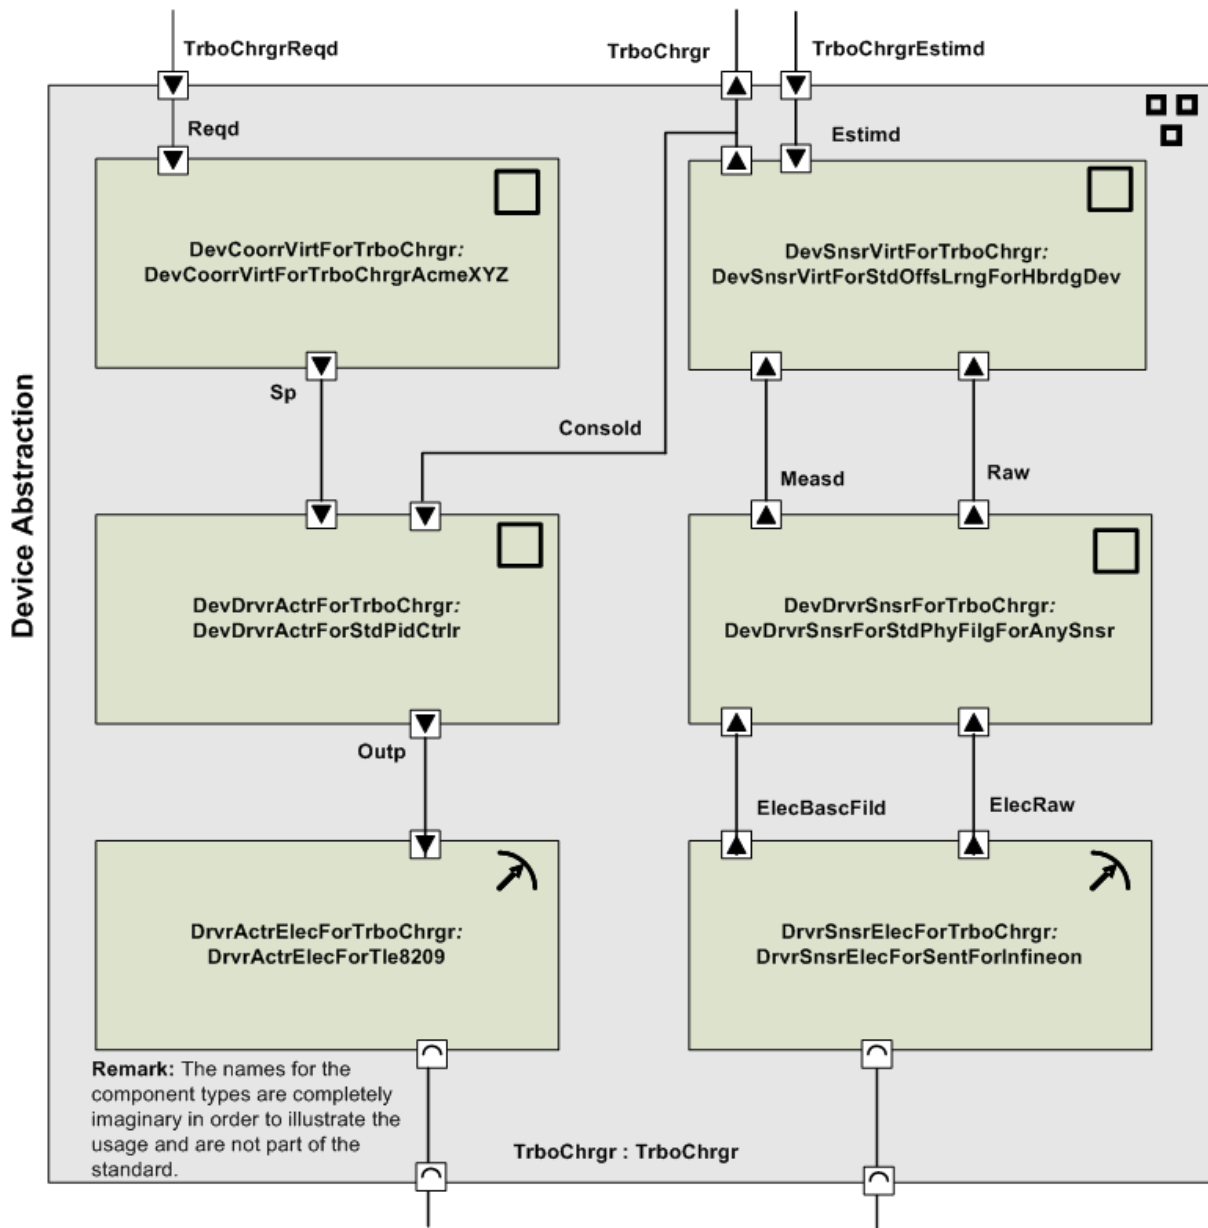 TrboChrgrReqd
TrboChrgr
TrboChrgrEstimd
Reqd
Estimd
DevCoorrVirtForTrboChrgr:
DevCoorrVirtForTrboChrgrAcmeXYZ
DevSnsrVirtForTrboChrgr:
DevSnsrVirtForStdOffsLrngForHbrdgDev
Device Abstraction
Sp
Consold
Measd
Raw
DevDrvrActrForTrboChrgr:
DevDrvrActrForStdPidCtrlr
DevDrvrSnsrForTrboChrgr:
DevDrvrSnsrForStdPhyFilgForAnySnsr
Outp
ElecBascFild
ElecRaw
DrvrActrElecForTrboChrgr:
DrvrActrElecForTle8209
DrvrSnsrElecForTrboChrgr:
DrvrSnsrElecForSentForInfineon
Remark: The names for the
component types are completely
imaginary in order to illustrate the
usage and are not part of the
standard.
TrboChrgr : TrboChrgr